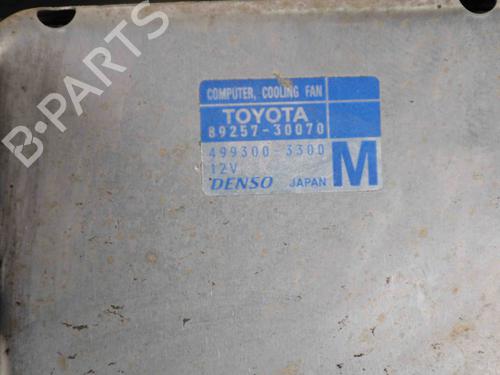 COMPUTER, COOLING FAN
TOYOTA
89257-30070
499300-3300
12V
DENSO JAPAN M
B-PARTS